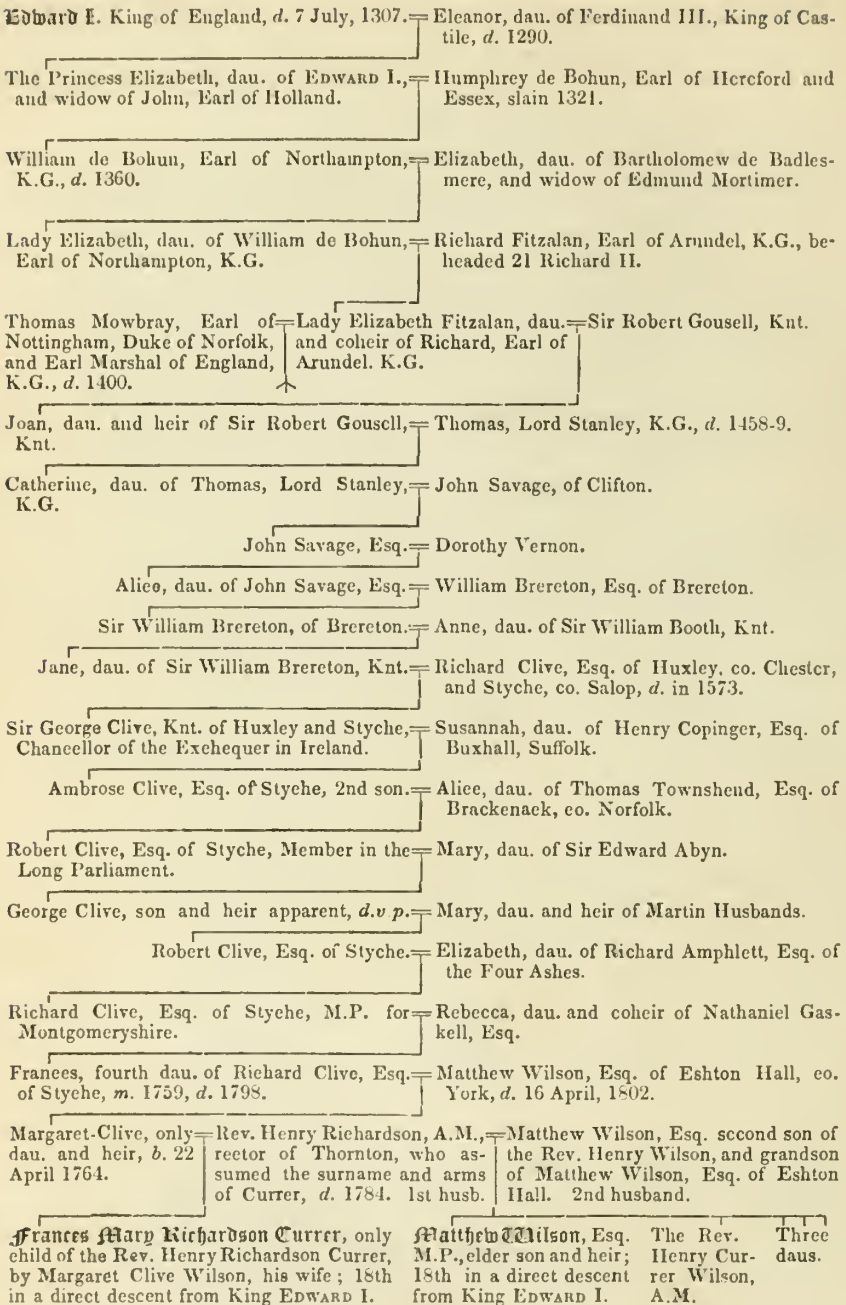 Edward I. King of England, d. 7 July, 1307.
Eleanor, dau. of Ferdinand III., King of Cas-
tile, d. 1290.
The Princess Elizabeth, dau. of EDWARD I.,
and widow of John, Earl of Holland.
Humphrey de Bohun, Earl of Hereford and
Essex, slain 1321.
William de Bohun, Earl of Northampton,
K.G., d. 1360.
Elizabeth, dau. of Bartholomew de Badles-
mere, and widow of Edmund Mortimer.
Lady Elizabeth, dau. of William de Bohun,
Earl of Northampton, K.G.
Richard Fitzalan, Earl of Arundel, K.G., be-
headed 21 Richard II.
Thomas Mowbray, Earl of
Nottingham, Duke of Norfolk,
and Earl Marshal of England,
K.G., d. 1400.
Lady Elizabeth Fitzalan, dau.
and coheir of Richard, Earl of
Arundel. K.G.
Sir Robert Gousell, Knt.
Joan, dau. and heir of Sir Robert Gousell,
Knt.
Thomas, Lord Stanley, K.G., d. 1458-9.
Catherine, dau. of Thomas, Lord Stanley,
K.G.
John Savage, of Clifton.
John Savage, Esq.
Dorothy Vernon.
Alice, dau. of John Savage, Esq.
William Brereton, Esq. of Brereton.
Sir William Brereton, of Brereton.
Anne, dau. of Sir William Booth, Knt.
Jane, dau. of Sir William Brereton, Knt.
Richard Clive, Esq. of Huxley, co. Chester,
and Styche, co. Salop, d. in 1573.
Sir George Clive, Knt. of Huxley and Styche,
Chancellor of the Exchequer in Ireland.
Susannah, dau. of Henry Copinger, Esq. of
Buxhall, Suffolk.
Ambrose Clive, Esq. of Styche, 2nd son.
Alice, dau. of Thomas Townshend, Esq. of
Brackenack, co. Norfolk.
Robert Clive, Esq. of Styche, Member in the
Long Parliament.
Mary, dau. of Sir Edward Abyn.
George Clive, son and heir apparent, d.v.p.
Mary, dau. and heir of Martin Husbands.
Robert Clive, Esq. of Styche.
Elizabeth, dau. of Richard Amphlett, Esq. of
the Four Ashes.
Richard Clive, Esq. of Styche, M.P. for
Montgomeryshire.
Rebecca, dau. and coheir of Nathaniel Gas-
kell, Esq.
Frances, fourth dau. of Richard Clive, Esq.
of Styche, m. 1759, d. 1798.
Matthew Wilson, Esq. of Eshton Hall, co.
York, d. 16 April, 1802.
Margaret-Clive, only
dau. and heir, b. 22
April 1764.
Rev. Henry Richardson, A.M.,
rector of Thornton, who as-
sumed the surname and arms
of Currer, d. 1784. 1st husb.
Matthew Wilson, Esq. second son of
the Rev. Henry Wilson, and grandson
of Matthew Wilson, Esq. of Eshton
Hall. 2nd husband.
Frances Mary Richardson Currer, only
child of the Rev. Henry Richardson Currer,
by Margaret Clive Wilson, his wife; 18th
in a direct descent from King EDWARD I.
Matthew Wilson, Esq.
M.P., elder son and heir;
18th in a direct descent
from King EDWARD I.
The Rev.
Henry Cur-
rer Wilson,
A.M.
Three
daus.